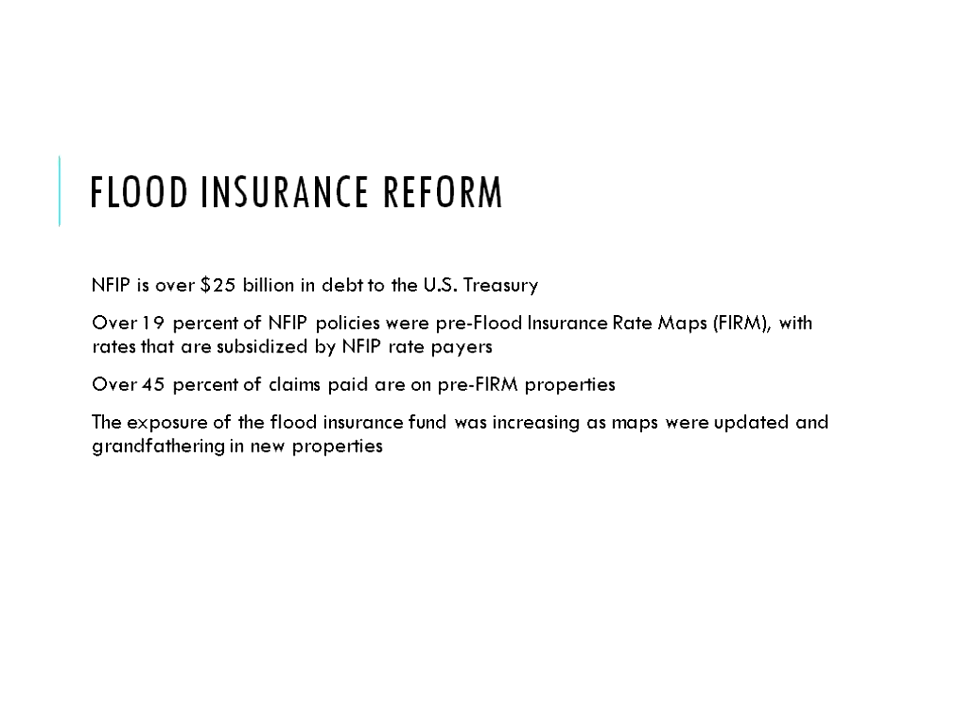 FLOOD INSURANCE REFORM
NFIP is over $25 billion in debt to the U.S. Treasury
Over 19 percent of NFIP policies were pre-Flood Insurance Rate Maps (FIRM), with
rates that are subsidized by NFIP rate payers
Over 45 percent of claims paid are on pre-FIRM properties
The exposure of the flood insurance fund was increasing as maps were updated and
grandfathering in new properties